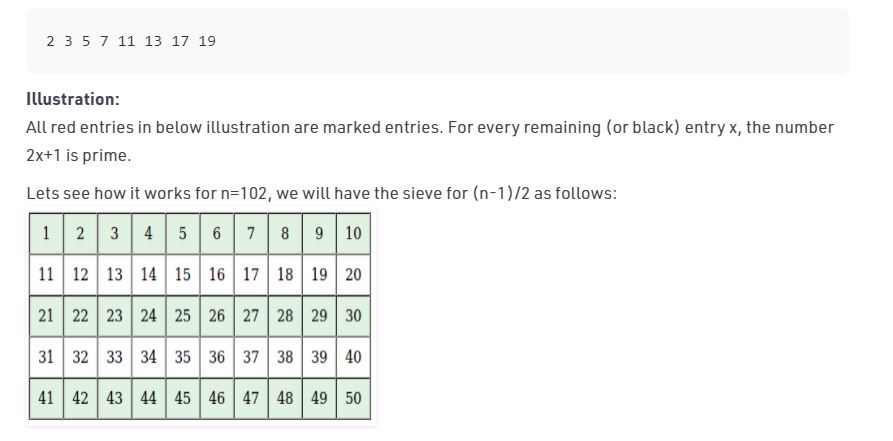 2 3 5 7 11 13 17 19
Illustration:
All red entries in below illustration are marked entries. For every remaining (or black) entry x, the number
2x+1 is prime.
Lets see how it works for n=102, we will have the sieve for (n-1)/2 as follows:
1 2 3 4 5 6 7 8 9 10
11 12 13 14 15 16 17 18 19 20
21 22 23 24 25 26 27 28 29 30
31 32 33 34 35 36 37 38 39 40
41 42 43 44 45 46 47 48 49 50